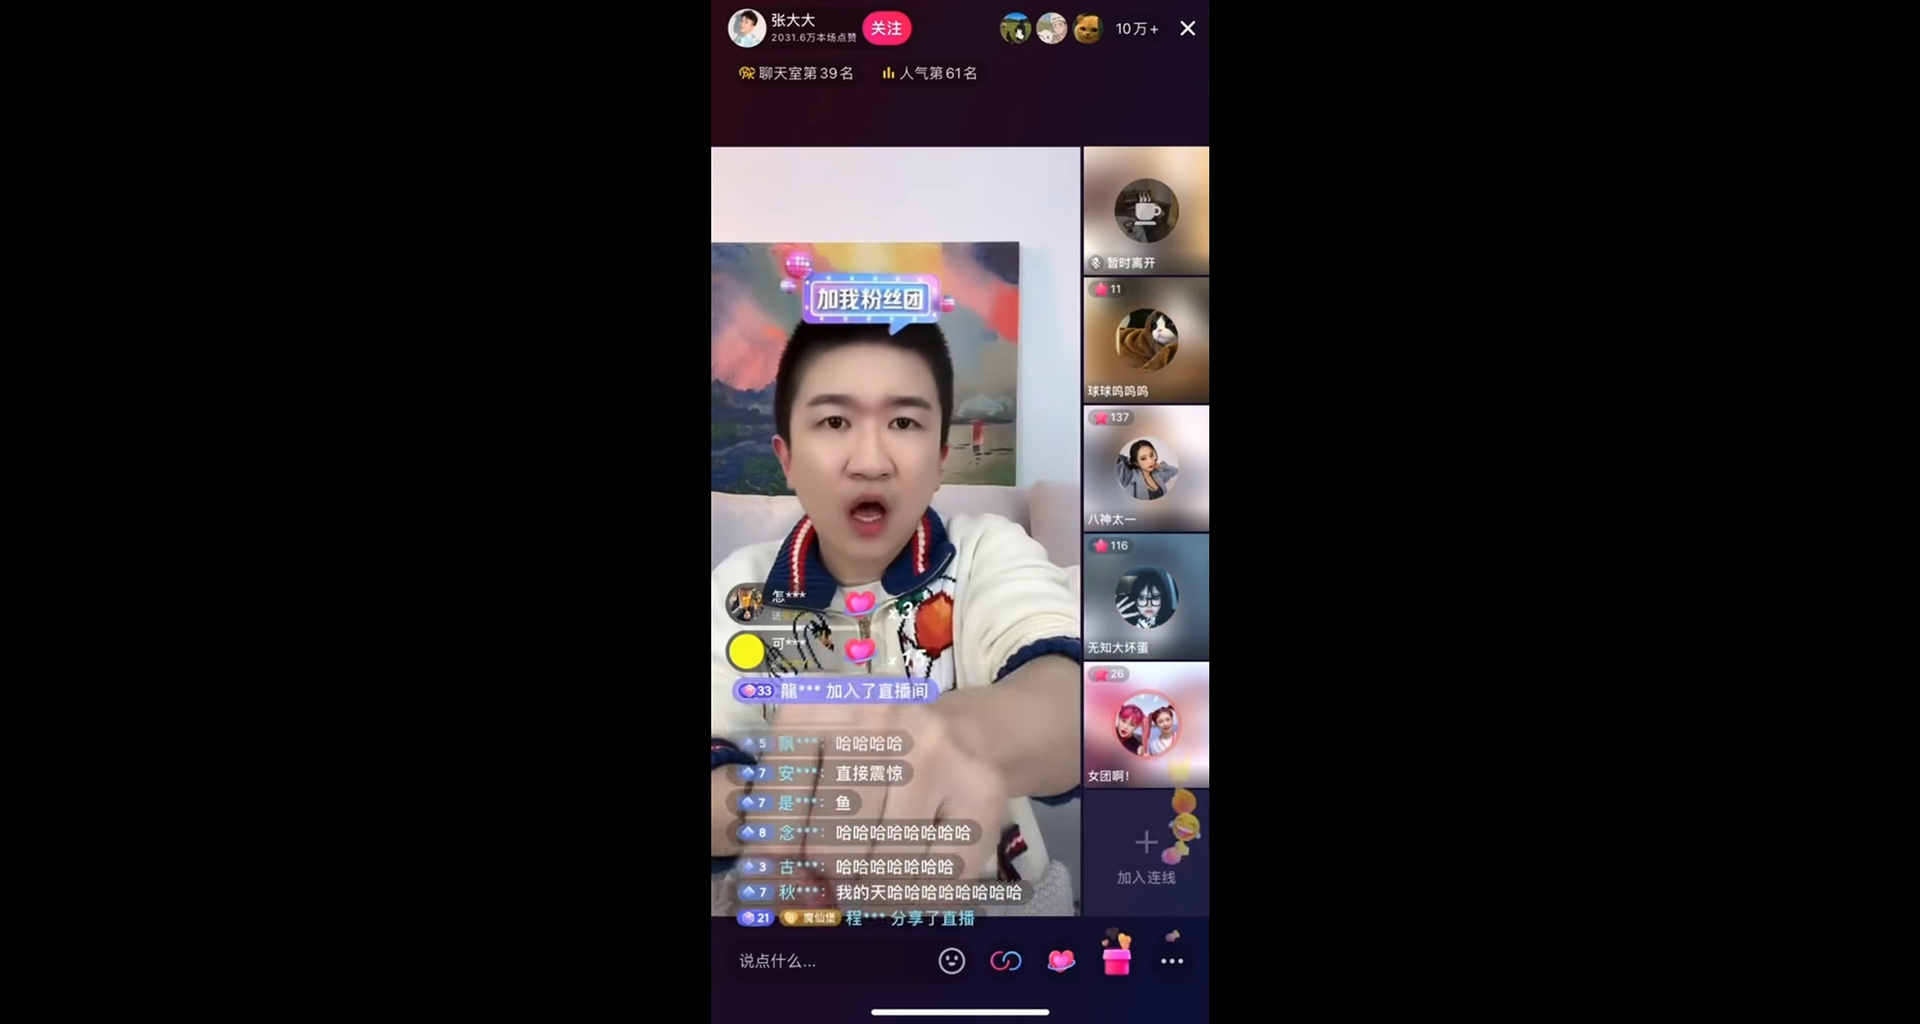 张大大
2031.6万本场点赞
关注
10万+
聊天室第39名
人气第61名
加我粉丝团
暂时离开
11
球球呜呜呜
137
八神太一
116
无知大坏蛋
26
女团啊！
加入连线
怎***
送
x 3
可***
x 15
33 龍*** 加入了直播间
5 飘***：哈哈哈哈
7 安***：直接震惊
7 是***：鱼
8 念***：哈哈哈哈哈哈哈哈
3 古***：哈哈哈哈哈哈哈
7 秋***：我的天哈哈哈哈哈哈哈哈
21 魔仙堡 程*** 分享了直播
说点什么...